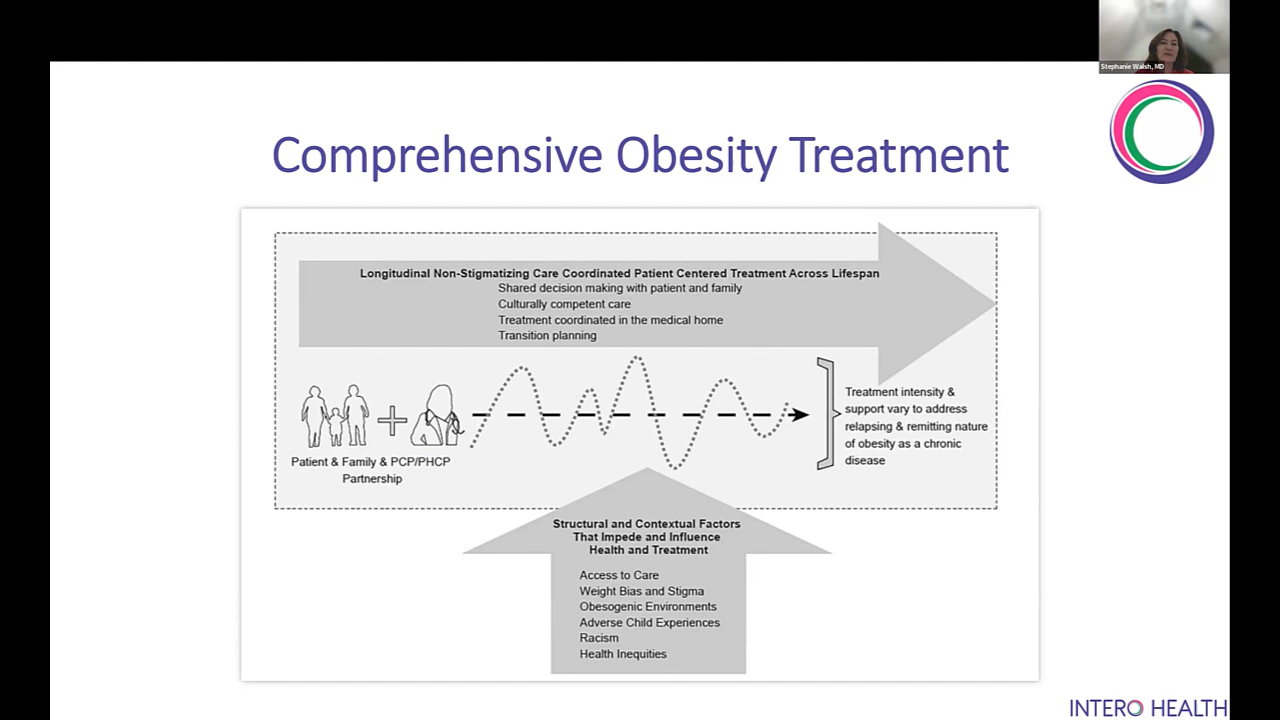 Stephanie Walsh, MD
Comprehensive Obesity Treatment
Longitudinal Non-Stigmatizing Care Coordinated Patient Centered Treatment Across Lifespan
Shared decision making with patient and family
Culturally competent care
Treatment coordinated in the medical home
Transition planning
Patient & Family & PCP/PHCP
Partnership
Treatment intensity &
support vary to address
relapsing & remitting nature
of obesity as a chronic
disease
Structural and Contextual Factors
That Impede and Influence
Health and Treatment
Access to Care
Weight Bias and Stigma
Obesogenic Environments
Adverse Child Experiences
Racism
Health Inequities
INTERO HEALTH